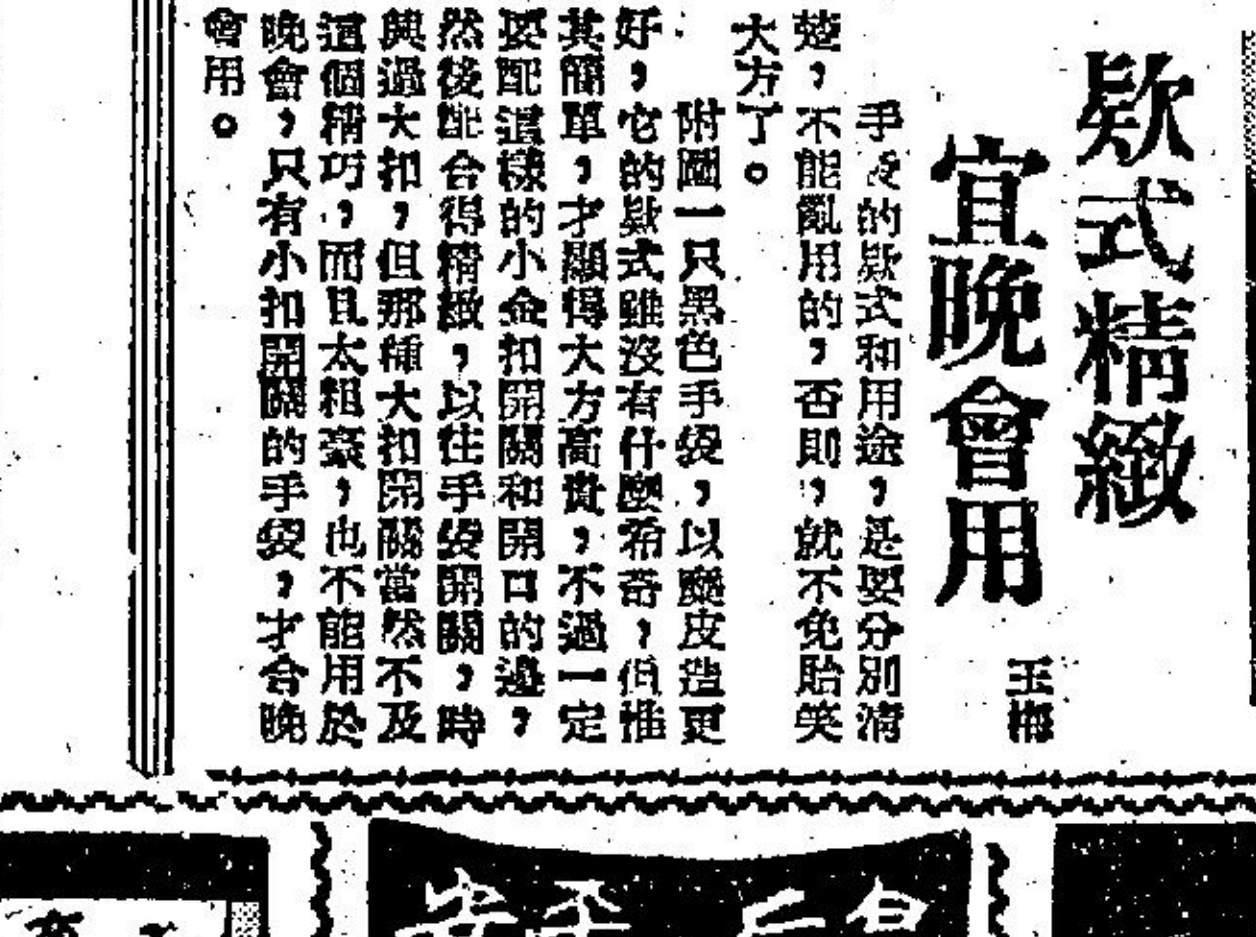 欵式精緻
宜晚會用
王梅
手袋的欵式和用途，是要分別清
楚，不能亂用的，否則，就不免貽笑
大方了。
附圖一只黑色手袋，以麂皮造更
好，它的欵式雖沒有什麼希奇，但惟
其簡單，才顯得大方高貴，不過一定
要配這樣的小金扣開關和開口的邊，
然後配合得精緻，以往手袋開關，時
興過大扣，但那種大扣開關當然不及
這個精巧，而且太粗豪，也不能用於
晚會，只有小扣開關的手袋，才合晚
會用。